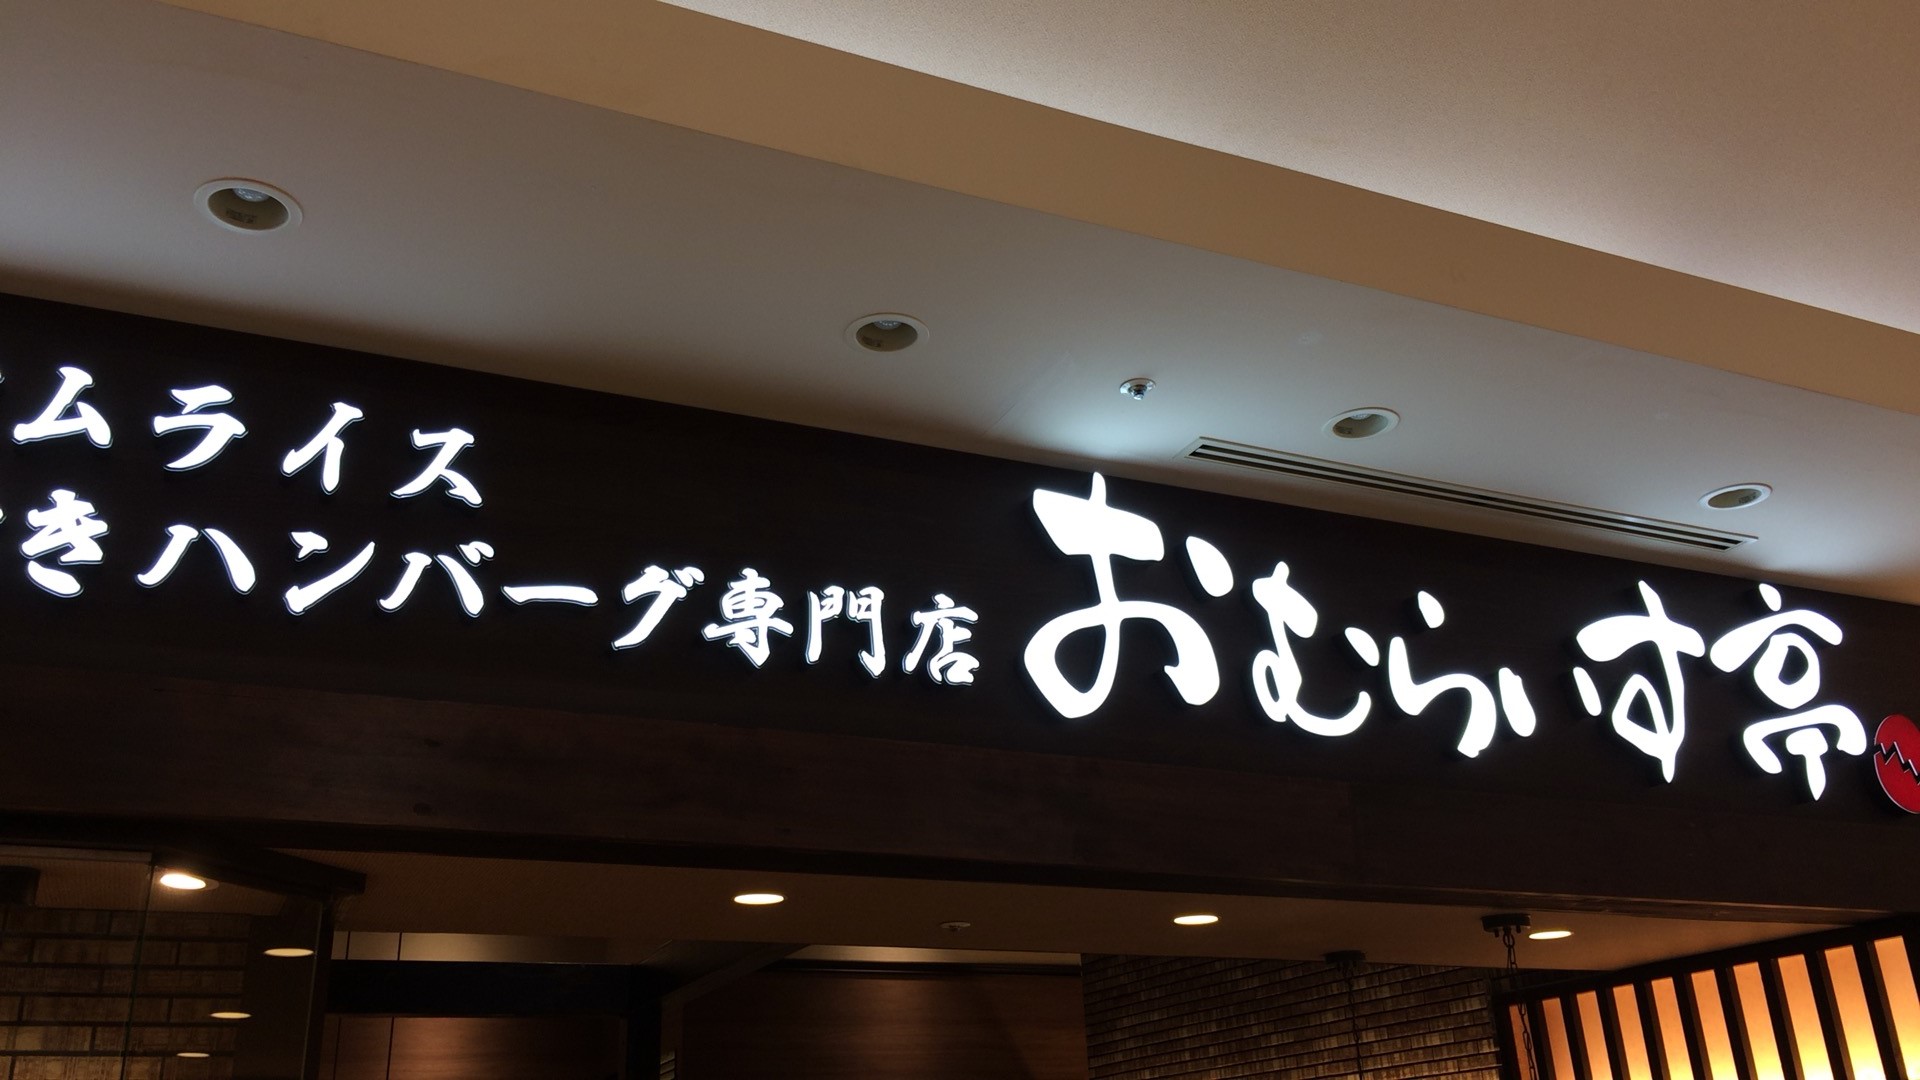 ムライス
きハンバーグ専門店
おむらいす亭